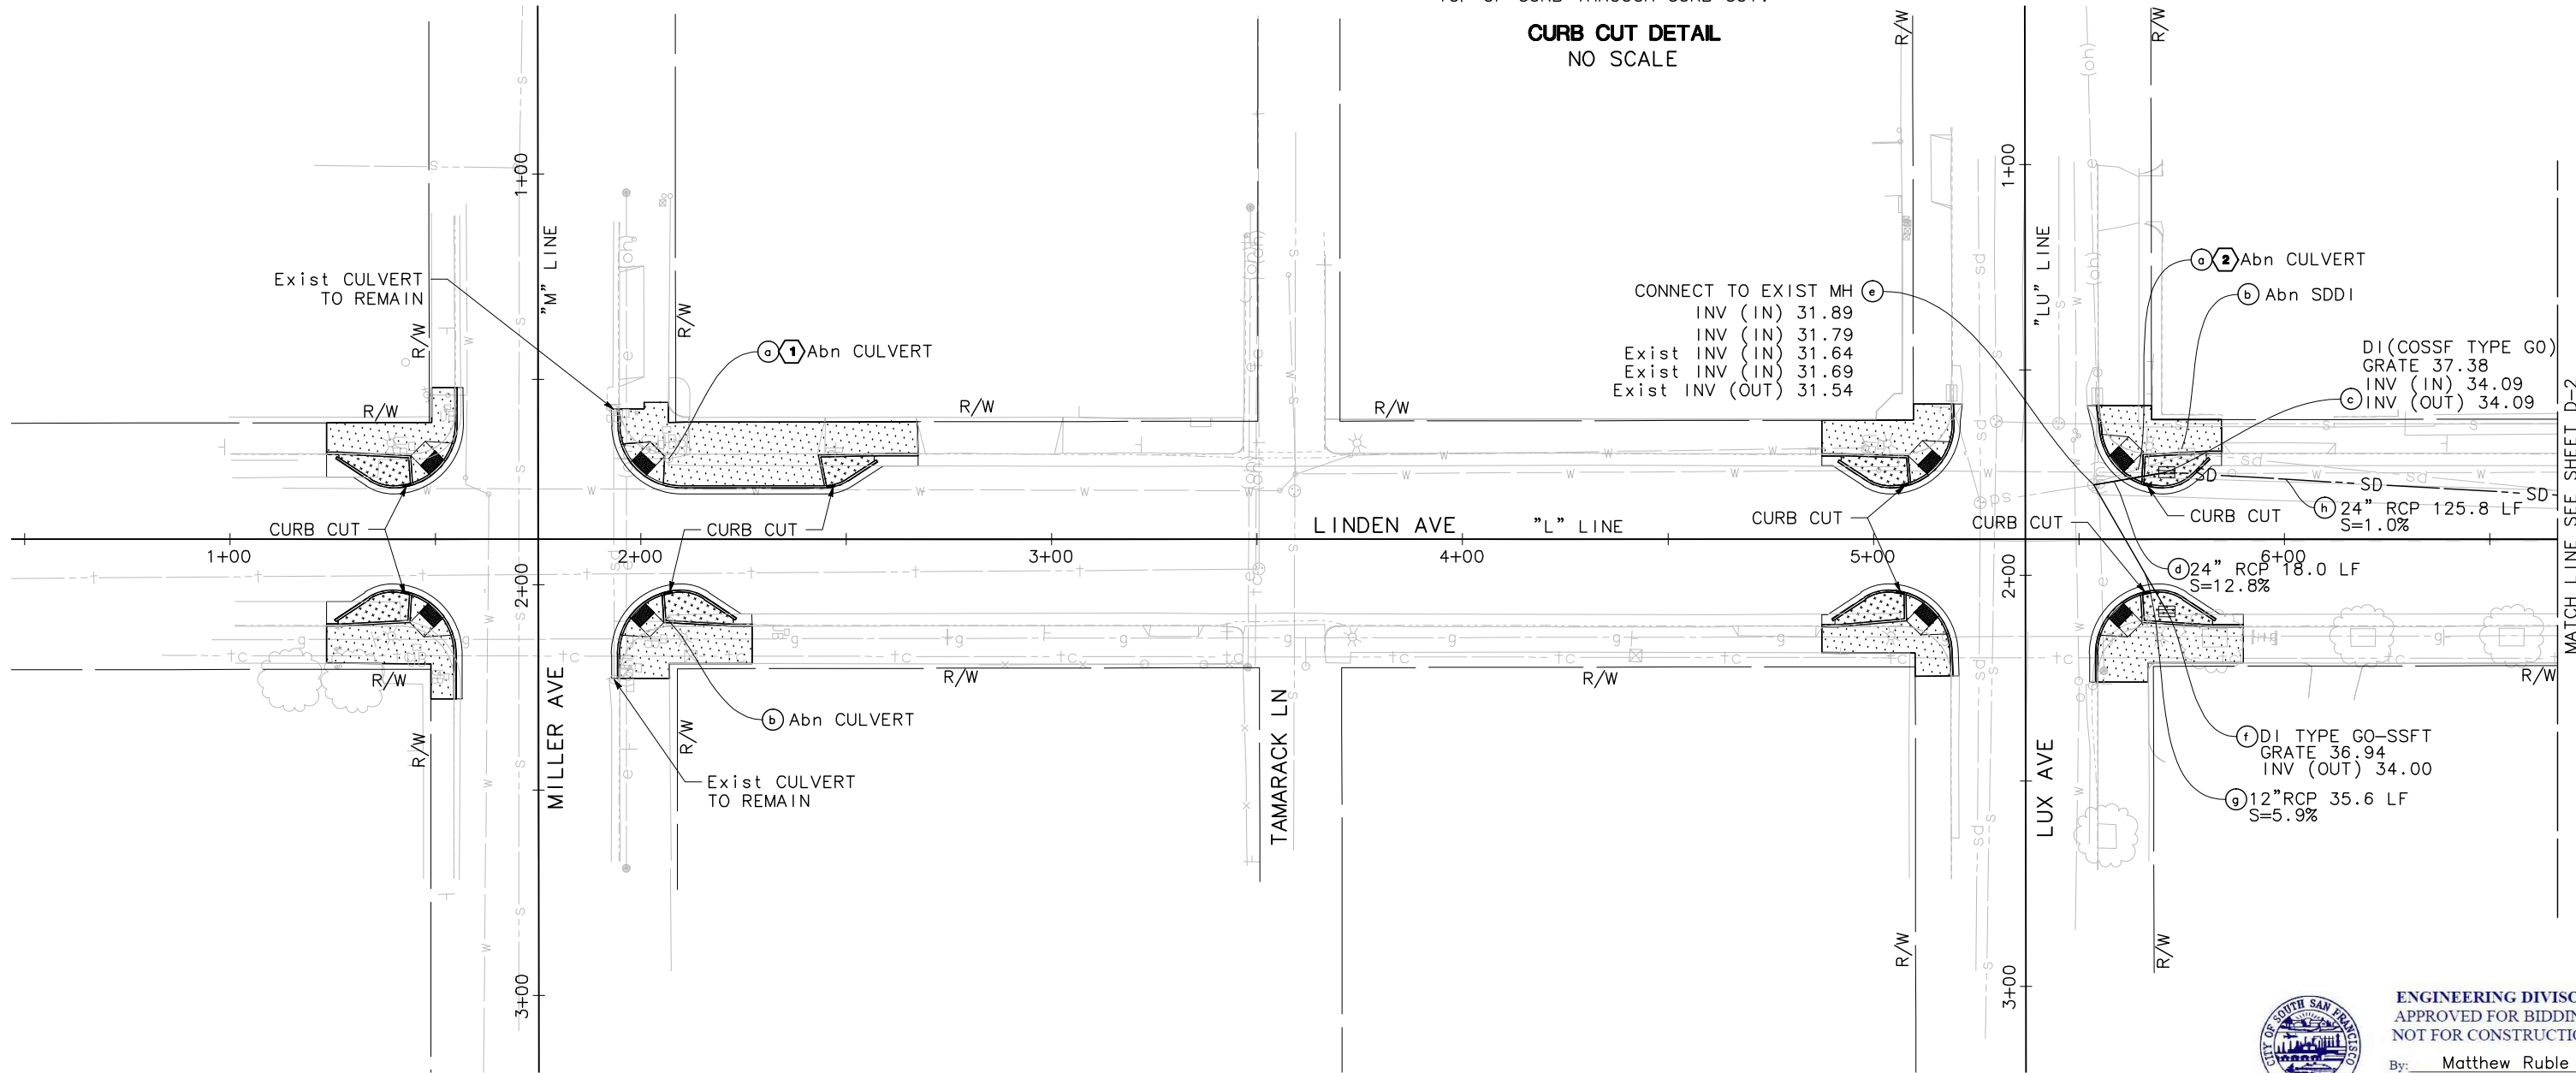 CURB CUT DETAIL
NO SCALE
R/W
R/W
1+00
1+00
"M" LINE
"LU" LINE
Exist CULVERT
TO REMAIN
R/W
R/W
a 1 Abn CULVERT
CONNECT TO EXIST MH e
INV (IN) 31.89
INV (IN) 31.79
Exist INV (IN) 31.64
Exist INV (IN) 31.69
Exist INV (OUT) 31.54
a 2 Abn CULVERT
b Abn SDDI
DI(COSSF TYPE GO)
GRATE 37.38
INV (IN) 34.09
c INV (OUT) 34.09
R/W
R/W
R/W
CURB CUT
CURB CUT
LINDEN AVE "L" LINE
CURB CUT
CURB CUT
CURB CUT
SD
SD
SD
h 24" RCP 125.8 LF
S=1.0%
1+00
2+00
3+00
4+00
5+00
6+00
MATCH LINE SEE SHEET D-2
2+00
2+00
d 24" RCP 18.0 LF
S=12.8%
R/W
R/W
R/W
R/W
R/W
R/W
b Abn CULVERT
Exist CULVERT
TO REMAIN
MILLER AVE
TAMARACK LN
LUX AVE
f DI TYPE GO-SSFT
GRATE 36.94
INV (OUT) 34.00
g 12"RCP 35.6 LF
S=5.9%
R/W
R/W
3+00
3+00
CITY OF SOUTH SAN FRANCISCO
ENGINEERING DIVISO
APPROVED FOR BIDDIN
NOT FOR CONSTRUCTIO
By: Matthew Ruble